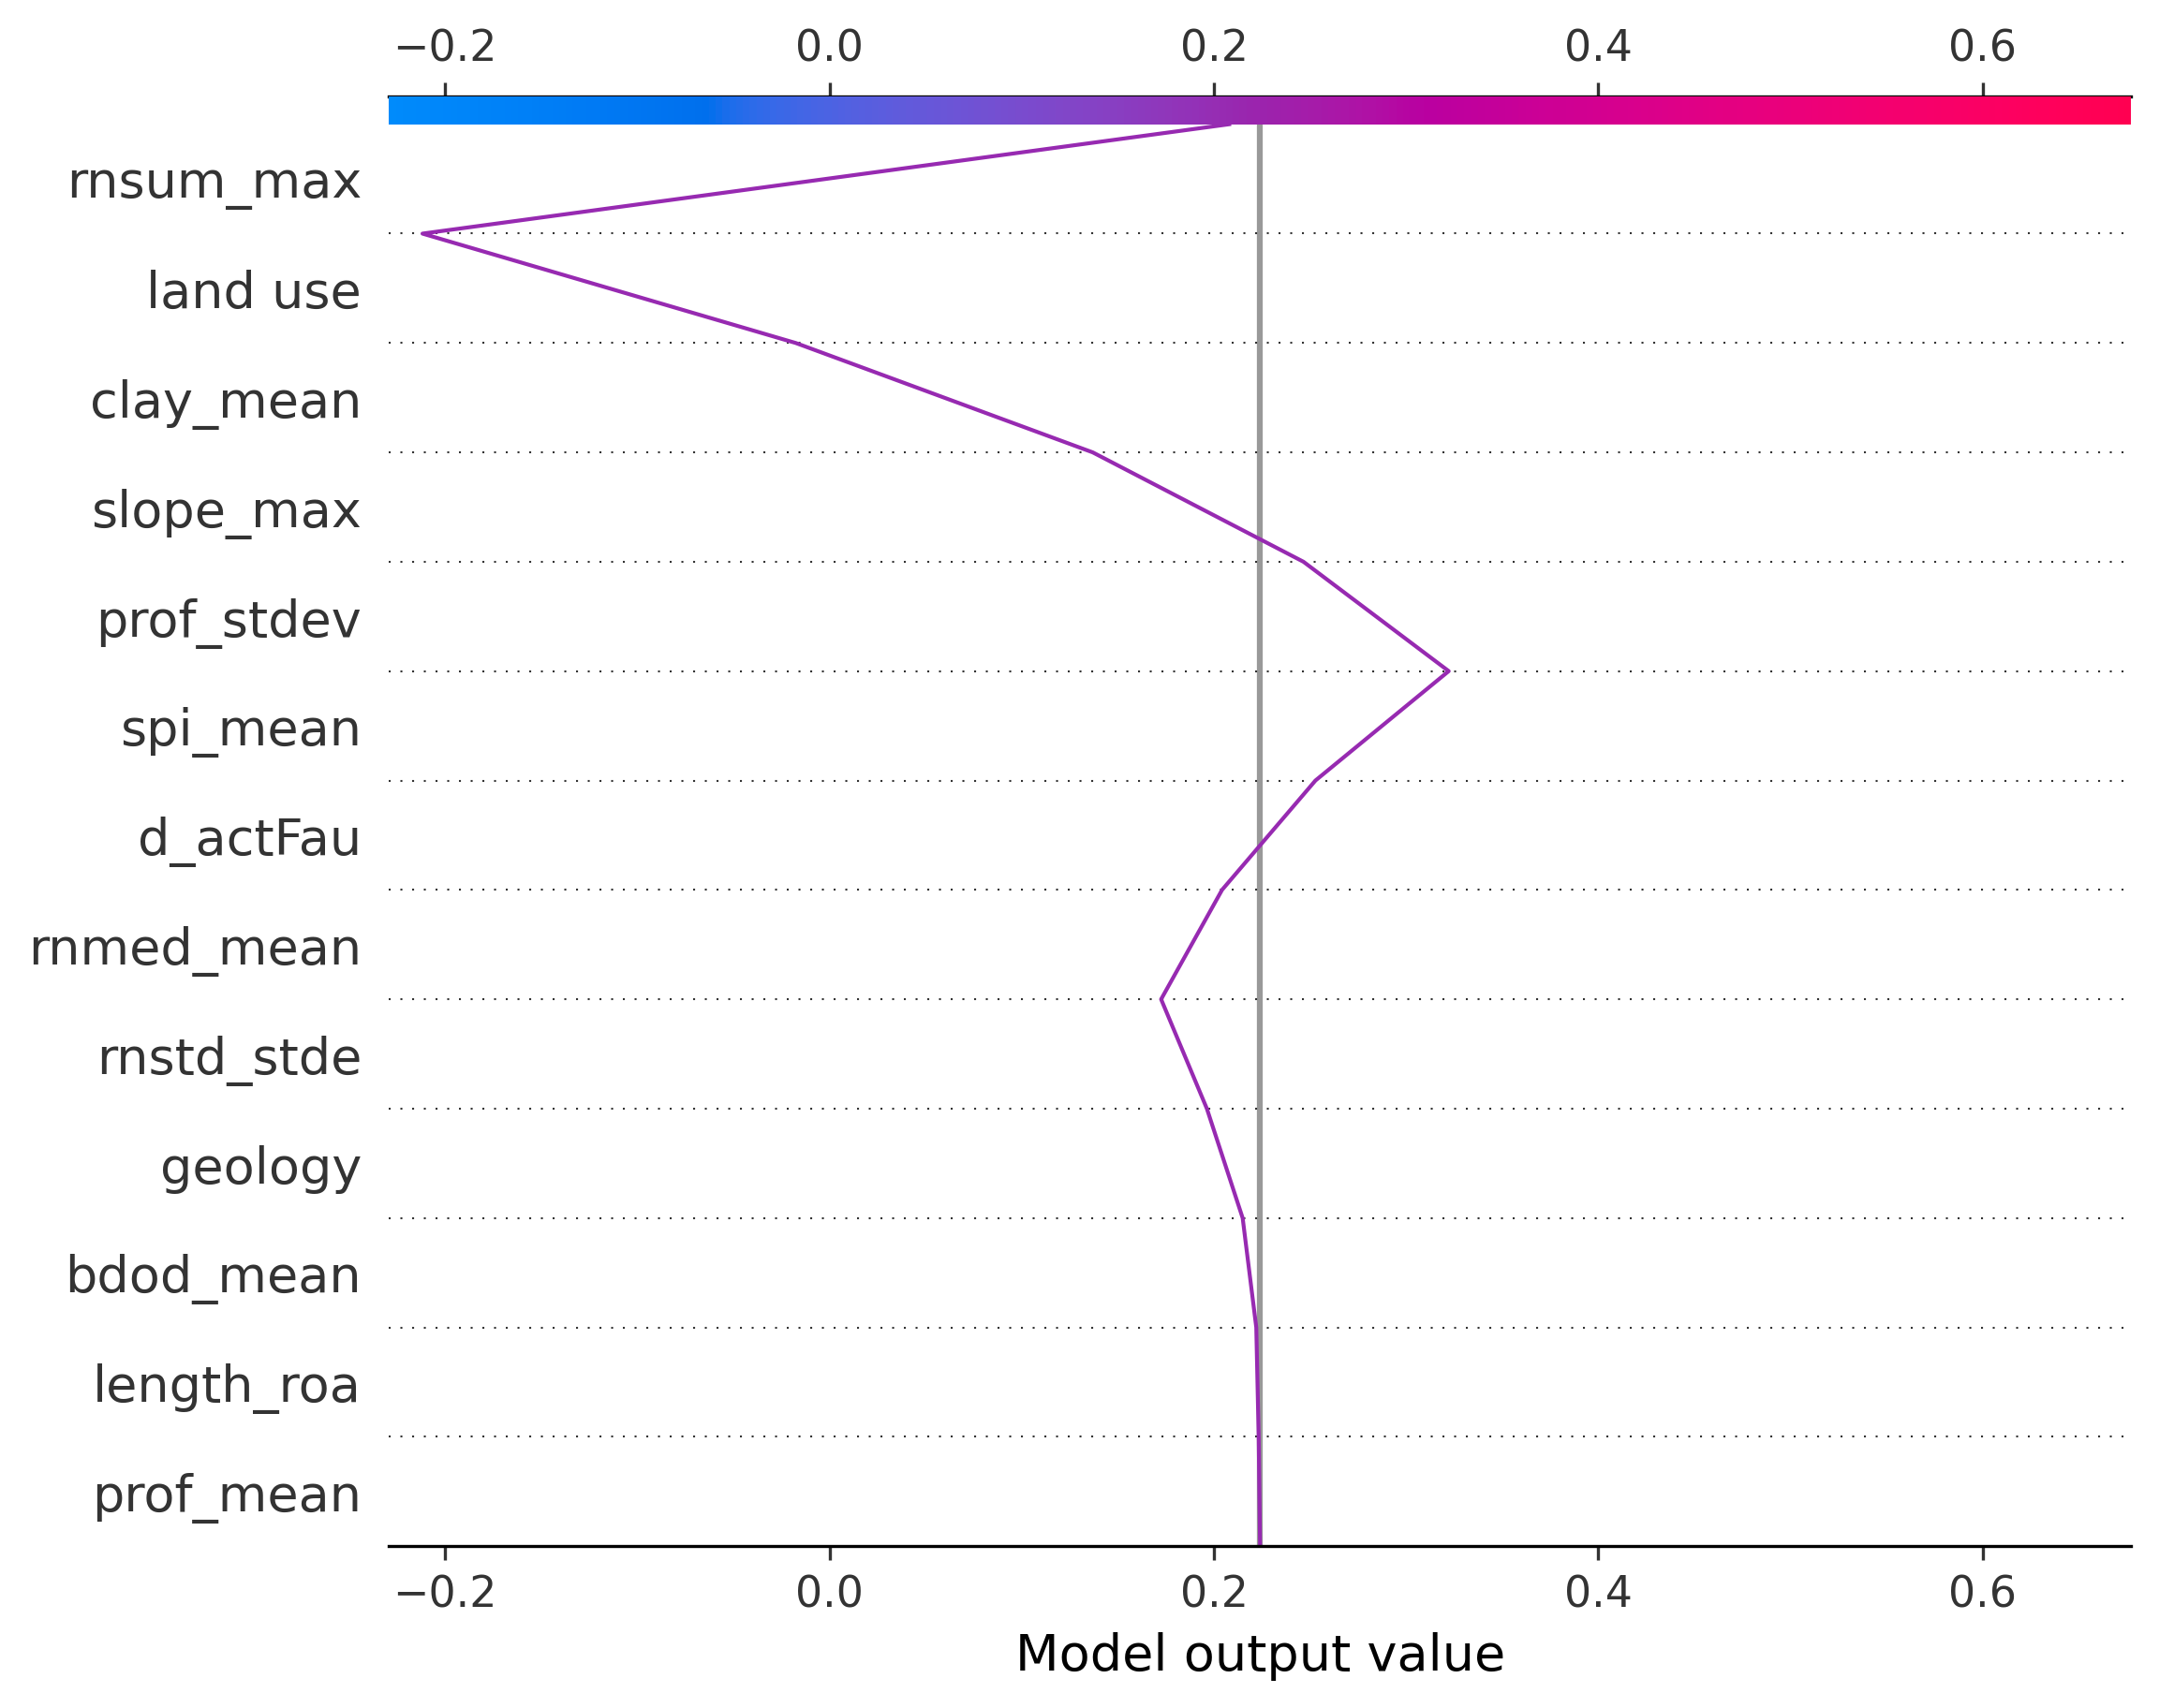 −0.2 0.0 0.2 0.4 0.6
rnsum_max
land use
clay_mean
slope_max
prof_stdev
spi_mean
d_actFau
rnmed_mean
rnstd_stde
geology
bdod_mean
length_roa
prof_mean
−0.2 0.0 0.2 0.4 0.6
Model output value